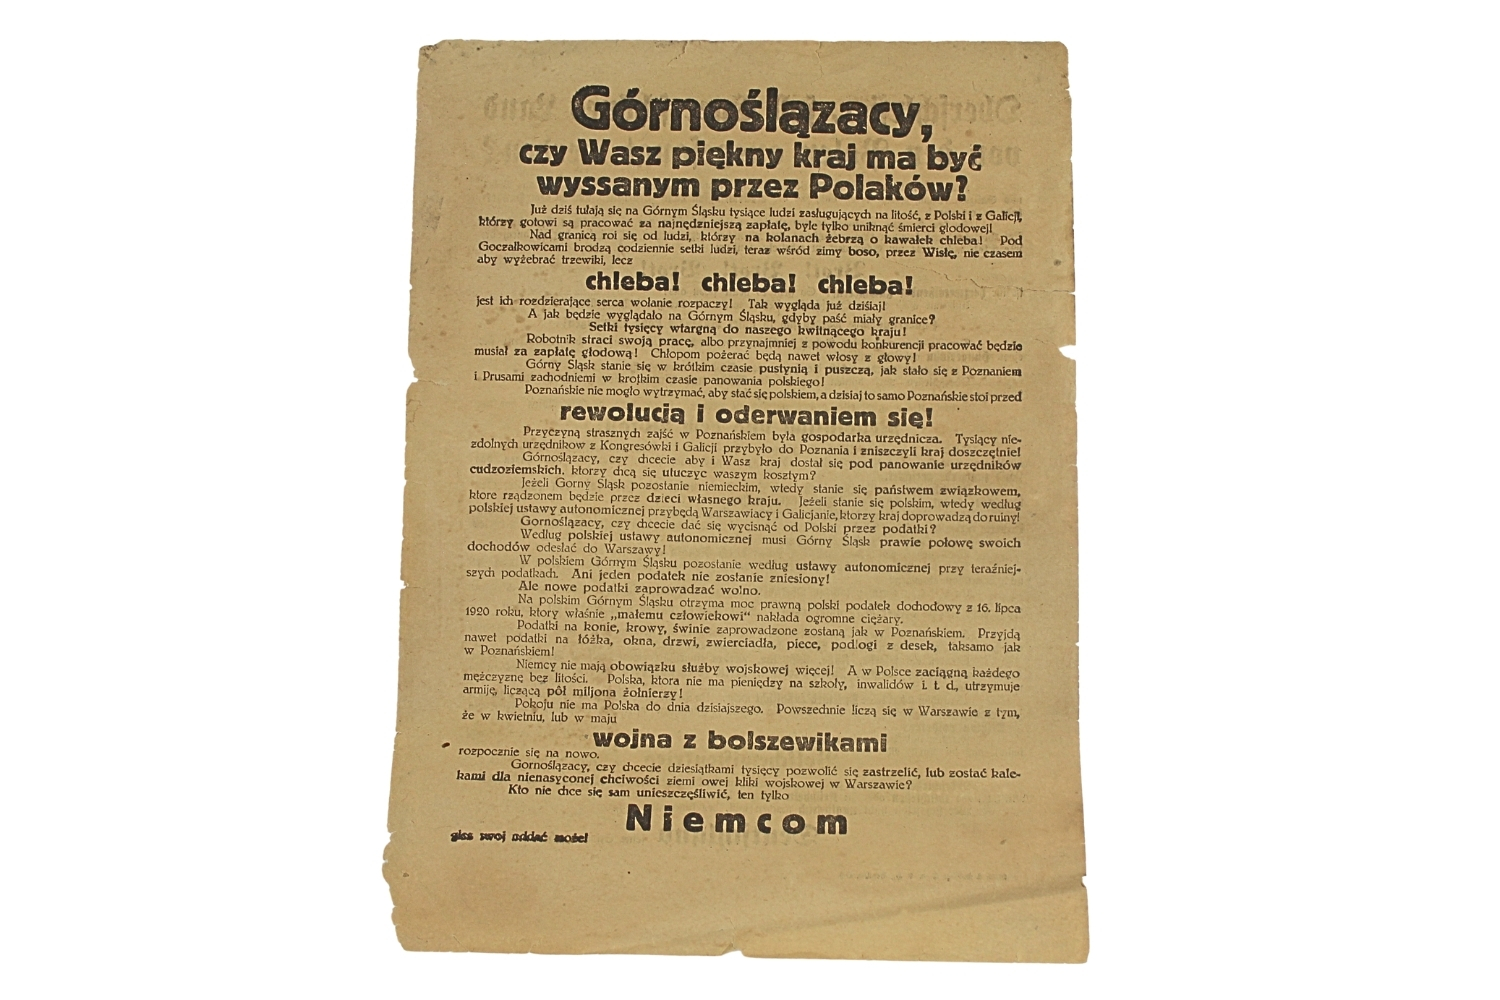 Górnoślązacy,
czy Wasz piękny kraj ma być
wyssanym przez Polaków?
Już dziś tułają się na Górnym Śląsku tysiące ludzi zasługujących na litość, z Polski i z Galicji,
którzy gotowi są pracować za najnędzniejszą zapłatę, byle tylko uniknąć śmierci głodowej!
Nad granicą roi się od ludzi, którzy na kolanach żebrzą o kawałek chleba! Pod
Goczałkowicami brodzą codziennie setki ludzi, teraz wśród zimy boso, przez Wisłę, nie czasem
aby wyżebrać trzewiki, lecz
chleba! chleba! chleba!
jest ich rozdzierające serca wołanie rozpaczy! Tak wygląda już dzisiaj!
A jak będzie wyglądało na Górnym Śląsku, gdyby paść miały granice?
Setki tysięcy wtargną do naszego kwitnącego kraju!
Robotnik straci swoją pracę, albo przynajmniej z powodu konkurencji pracować będzie
musiał za zapłatę głodową! Chłopom pożerać będą nawet włosy z głowy!
Górny Śląsk stanie się w krótkim czasie pustynią i puszczą, jak stało się z Poznaniem
i Prusami zachodniemi w krótkim czasie panowania polskiego!
Poznańskie nie mogło wytrzymać, aby stać się polskiem, a dzisiaj to samo Poznańskie stoi przed
rewolucją i oderwaniem się!
Przyczyną strasznych zajść w Poznańskiem była gospodarka urzędnicza. Tysiący nie-
zdolnych urzędnikow z Kongresówki i Galicji przybyło do Poznania i zniszczyli kraj doszczętnie!
Górnoślązacy, czy chcecie aby i Wasz kraj dostał się pod panowanie urzędników
cudzoziemskich, ktorzy chcą się utuczyc waszym kosztym?
Jeżeli Gorny Śląsk pozostanie niemieckim, wtedy stanie się państwem związkowem,
ktore rządzonem będzie przez dzieci własnego kraju. Jeżeli stanie się polskim, wtedy według
polskiej ustawy autonomicznej przybędą Warszawiacy i Galicjanie, ktorzy kraj doprowadzą do ruiny!
Gornoślązacy, czy chcecie dać się wycisnąć od Polski przez podatki?
Według polskiej ustawy autonomicznej musi Górny Śląsk prawie połowę swoich
dochodów odesłać do Warszawy!
W polskiem Górnym Śląsku pozostanie według ustawy autonomicznej przy teraźniej-
szych podatkach. Ani jeden podatek nie zostanie zniesiony!
Ale nowe podatki zaprowadzać wolno.
Na polskim Górnym Śląsku otrzyma moc prawną polski podatek dochodowy z 16. lipca
1920 roku, ktory właśnie „małemu człowiekowi“ nakłada ogromne ciężary.
Podatki na konie, krowy, świnie zaprowadzone zostaną jak w Poznańskiem. Przyjdą
nawet podatki na łóżka, okna, drzwi, zwierciadła, piece, podłogi z desek, taksamo jak
w Poznańskiem!
Niemcy nie mają obowiązku służby wojskowej więcej! A w Polsce zaciągną każdego
mężczyznę bez litości. Polska, ktora nie ma pieniędzy na szkoły, inwalidów i. t. d., utrzymuje
armiję, liczącą pół miljona żołnierzy!
Pokoju nie ma Polska do dnia dzisiajszego. Powszechnie liczą się w Warszawie z tym,
że w kwietniu, lub w maju
wojna z bolszewikami
rozpocznie się na nowo.
Gornoślązacy, czy chcecie dziesiątkami tysięcy pozwolić się zastrzelić, lub zostać kale-
kami dla nienasyconej chciwości ziemi owej kliki wojskowej w Warszawie?
Kto nie chce się sam unieszczęśliwić, ten tylko
Niemcom
głos swoj oddać może!